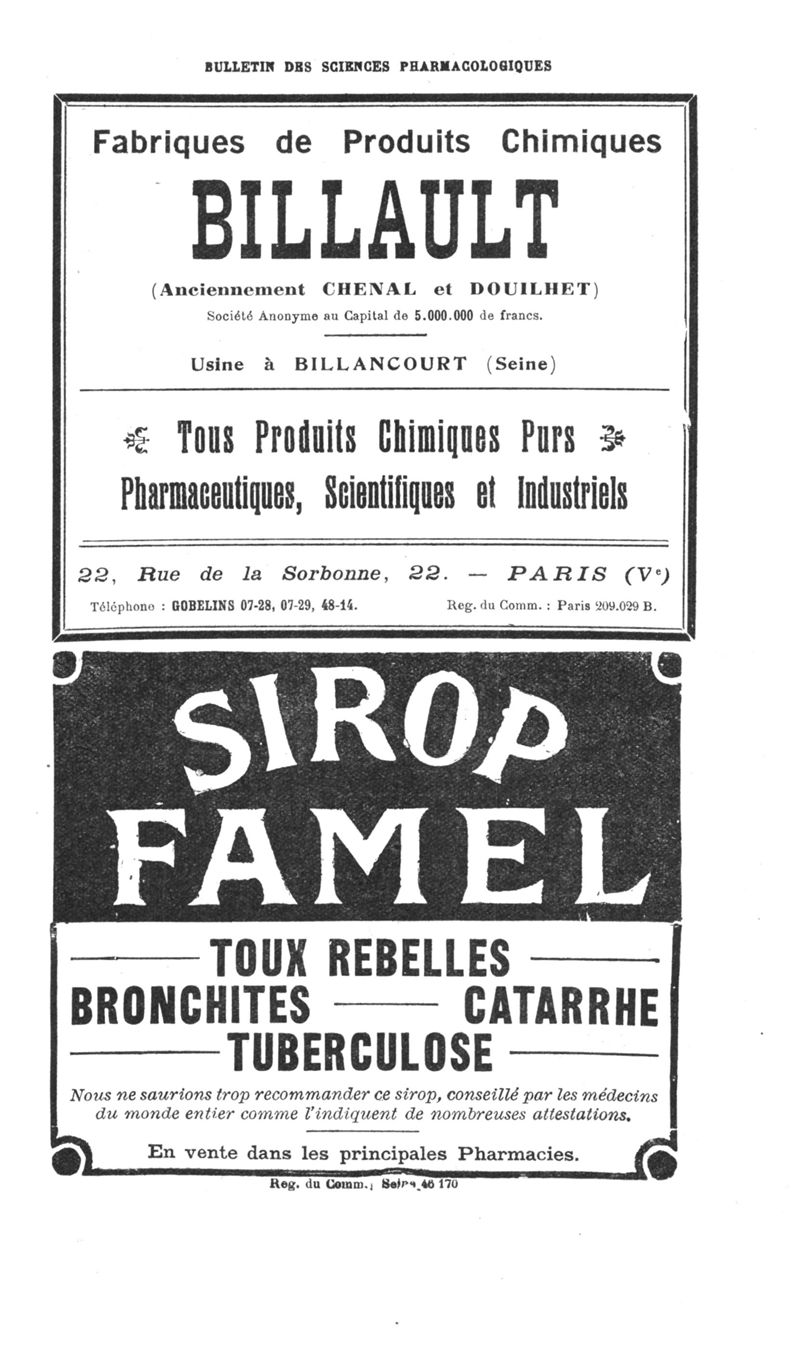 BULLETIN DES SCIENCES PHARMACOLOGIQUES
Fabriques de Produits Chimiques
BILLAULT
(Anciennement CHENAL et DOUILHET)
Société Anonyme au Capital de 5.000.000 de francs.
Usine à BILLANCOURT (Seine)
Tous Produits Chimiques Purs
Pharmaceutiques, Scientifiques et Industriels
22, Rue de la Sorbonne, 22. — PARIS (Vᵉ)
Téléphone : GOBELINS 07-28, 07-29, 48-14. Reg. du Comm. : Paris 209.029 B.
SIROP
FAMEL
TOUX REBELLES
BRONCHITES — CATARRHE
TUBERCULOSE
Nous ne saurions trop recommander ce sirop, conseillé par les médecins
du monde entier comme l'indiquent de nombreuses attestations.
En vente dans les principales Pharmacies.
Reg. du Comm.; 46 170